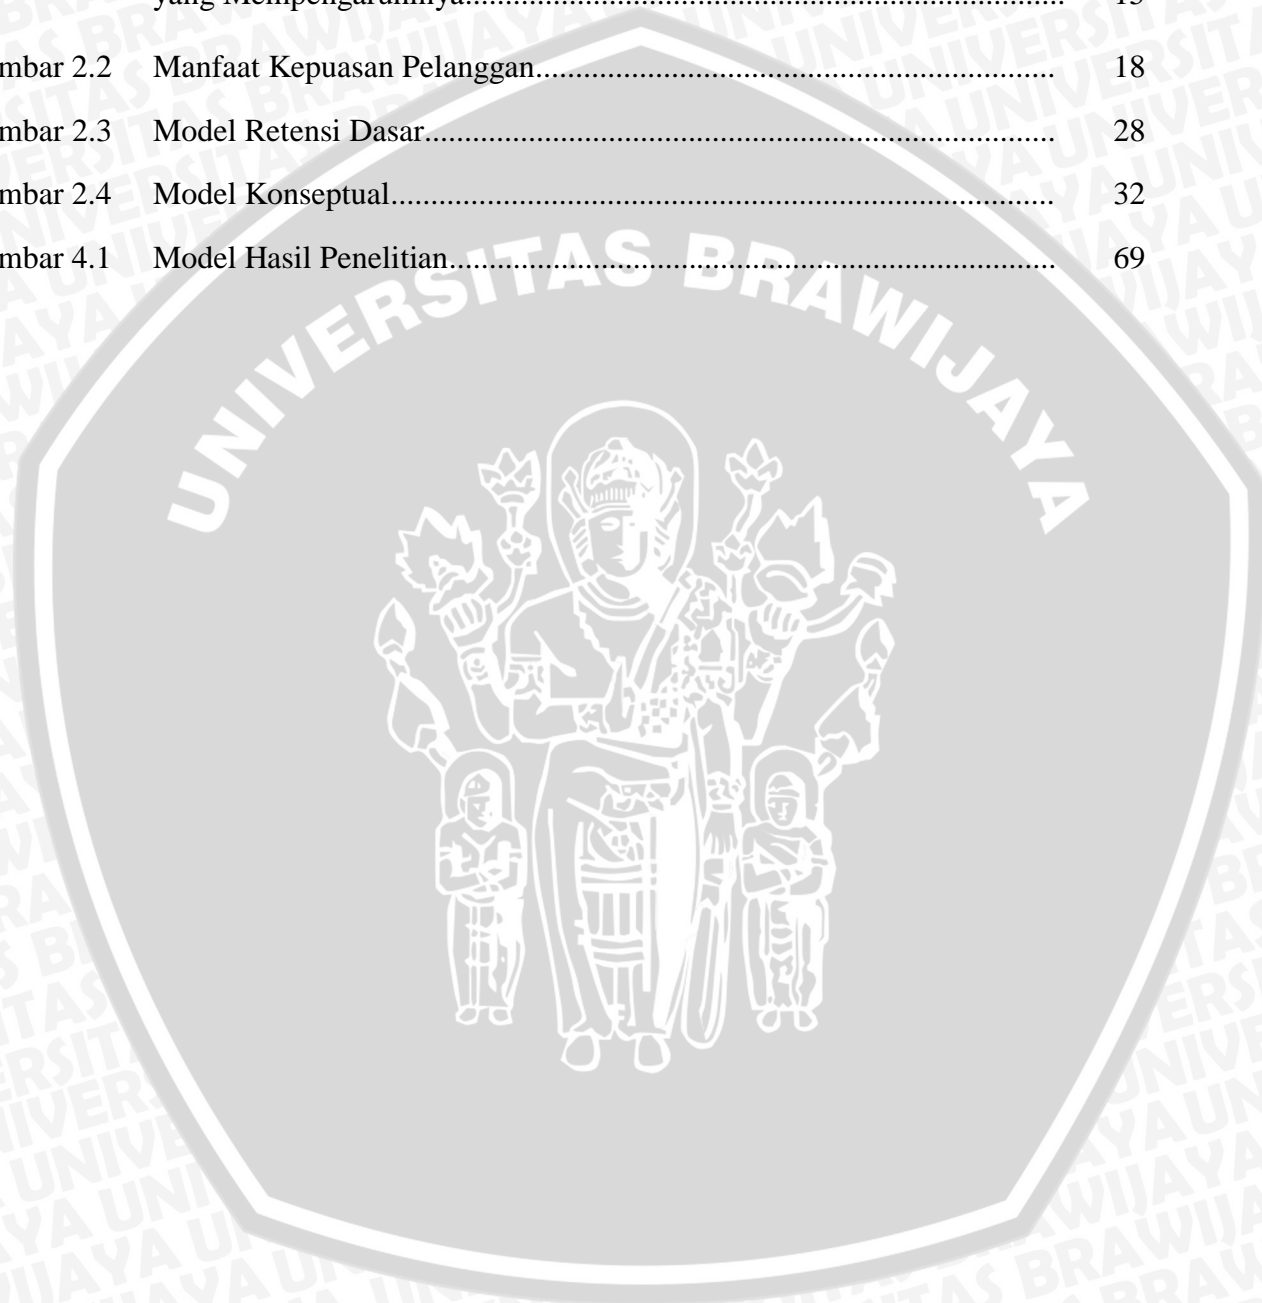 yang Mempengaruhinya.......................................................................... 15
mbar 2.2 Manfaat Kepuasan Pelanggan................................................................. 18
mbar 2.3 Model Retensi Dasar............................................................................... 28
mbar 2.4 Model Konseptual................................................................................... 32
mbar 4.1 Model Hasil Penelitian............................................................................ 69
UNIVERSITAS BRAWIJAYA